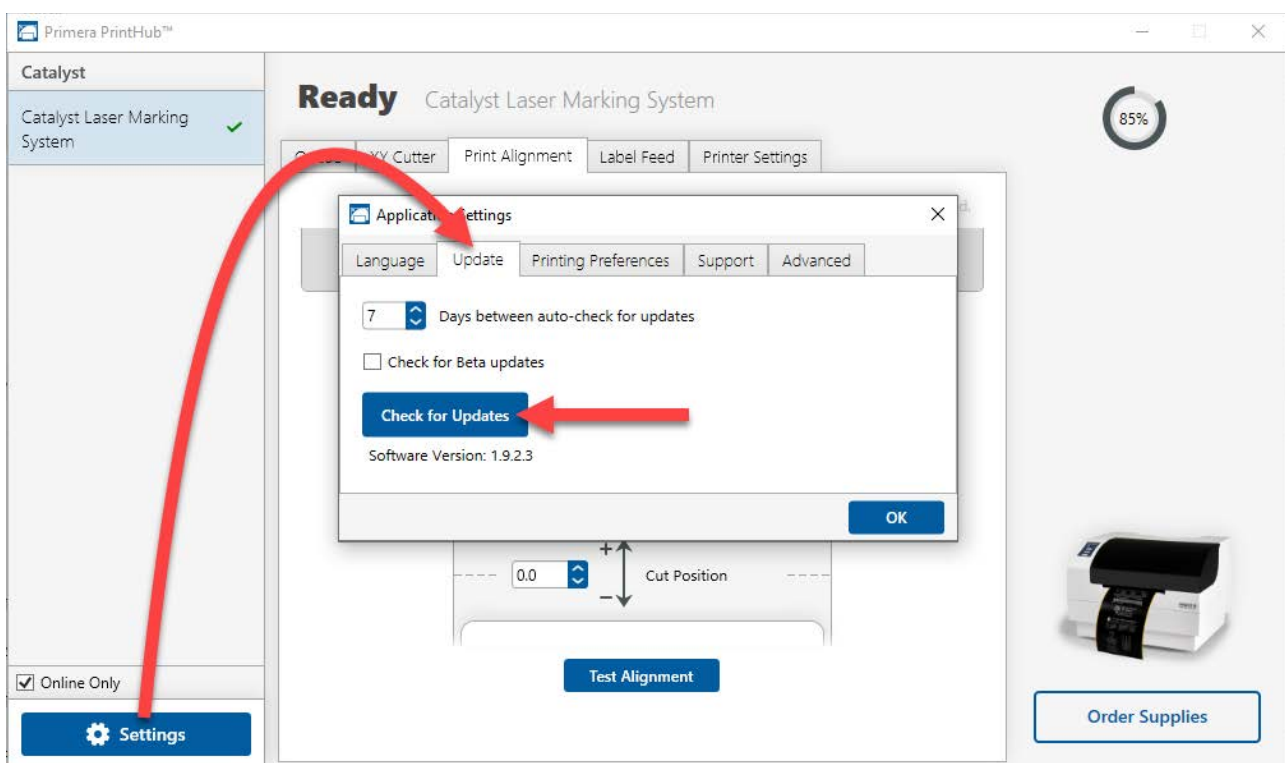 Primera PrintHub™
Catalyst
Catalyst Laser Marking
System
Online Only
Settings
Ready Catalyst Laser Marking System
85%
XY Cutter Print Alignment Label Feed Printer Settings
Settings
Language Update Printing Preferences Support Advanced
7 Days between auto-check for updates
Check for Beta updates
Check for Updates
Software Version: 1.9.2.3
OK
+
0.0 Cut Position
−
Test Alignment
Order Supplies